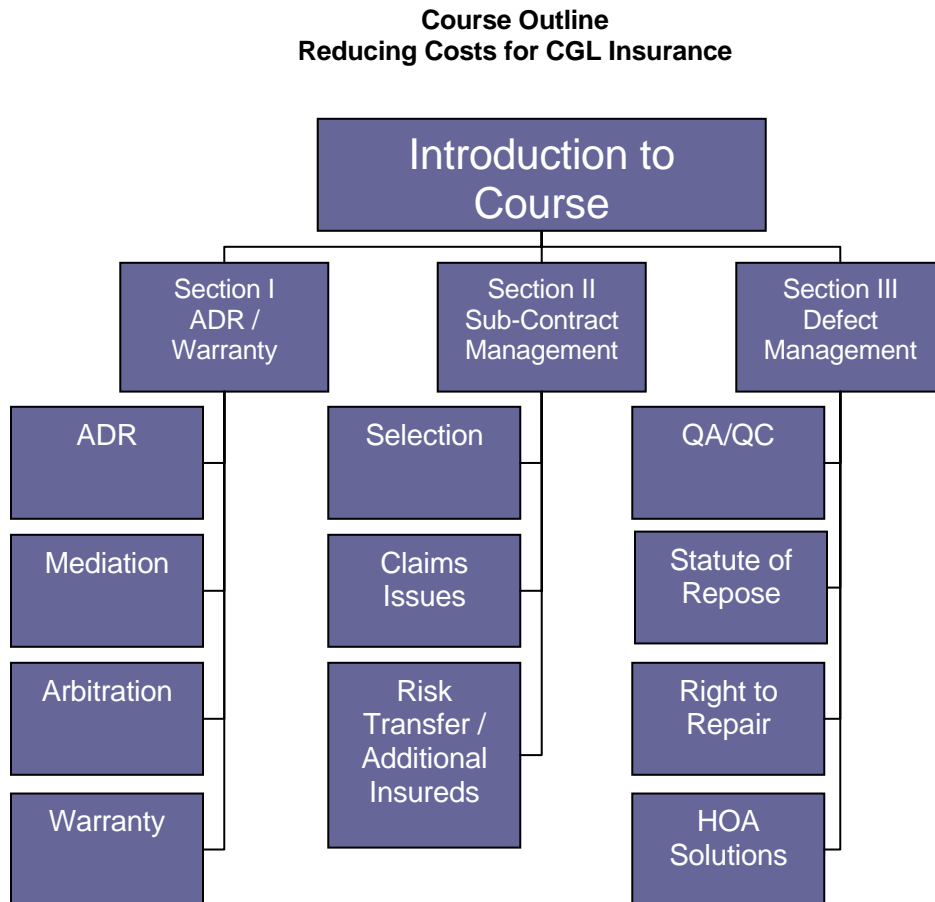 Course Outline
Reducing Costs for CGL Insurance
Introduction to
Course
Section I
ADR /
Warranty
Section II
Sub-Contract
Management
Section III
Defect
Management
ADR
Mediation
Arbitration
Warranty
Selection
Claims
Issues
Risk
Transfer /
Additional
Insureds
QA/QC
Statute of
Repose
Right to
Repair
HOA
Solutions